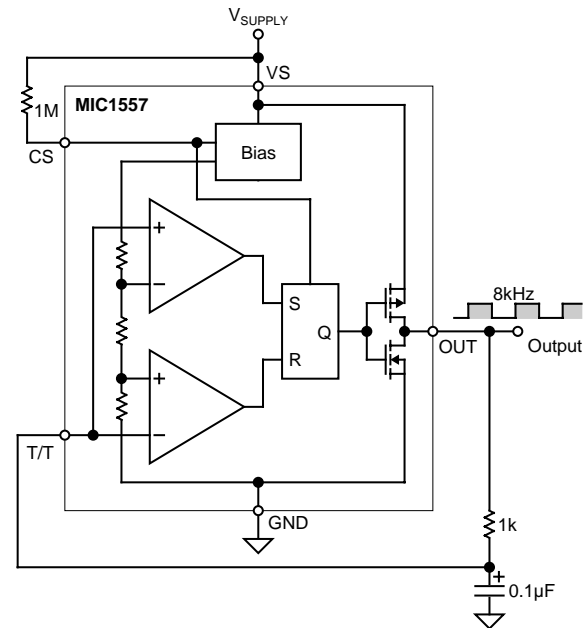 VSUPPLY
VS
1M
MIC1557
CS
Bias
+
−
S
Q
R
8kHz
OUT
Output
+
−
T/T
GND
1k
+
0.1µF